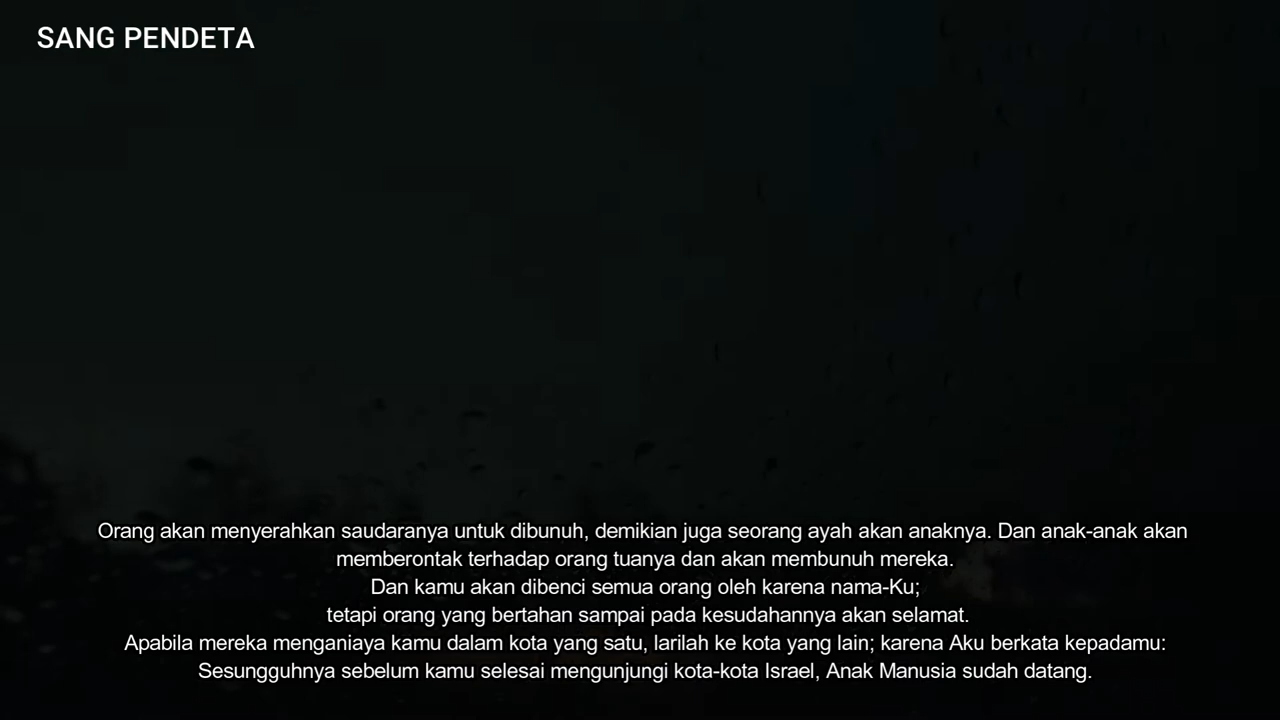 SANG PENDETA
Orang akan menyerahkan saudaranya untuk dibunuh, demikian juga seorang ayah akan anaknya. Dan anak-anak akan
memberontak terhadap orang tuanya dan akan membunuh mereka.
Dan kamu akan dibenci semua orang oleh karena nama-Ku;
tetapi orang yang bertahan sampai pada kesudahannya akan selamat.
Apabila mereka menganiaya kamu dalam kota yang satu, larilah ke kota yang lain; karena Aku berkata kepadamu:
Sesungguhnya sebelum kamu selesai mengunjungi kota-kota Israel, Anak Manusia sudah datang.